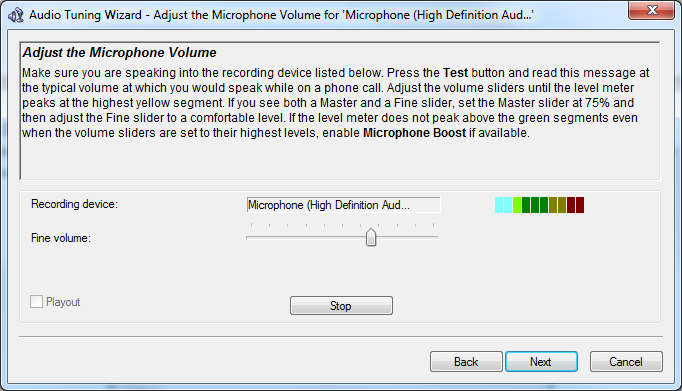 Audio Tuning Wizard - Adjust the Microphone Volume for 'Microphone (High Definition Aud...'
Adjust the Microphone Volume
Make sure you are speaking into the recording device listed below. Press the Test button and read this message at
the typical volume at which you would speak while on a phone call. Adjust the volume sliders until the level meter
peaks at the highest yellow segment. If you see both a Master and a Fine slider, set the Master slider at 75% and
then adjust the Fine slider to a comfortable level. If the level meter does not peak above the green segments even
when the volume sliders are set to their highest levels, enable Microphone Boost if available.
Recording device:
Microphone (High Definition Aud...
Fine volume:
Playout
Stop
Back
Next
Cancel